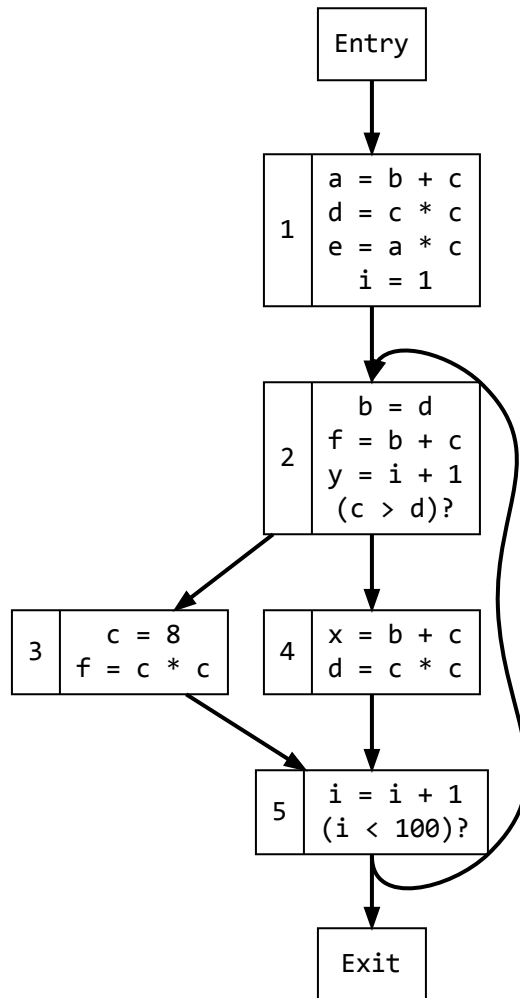 Entry
1
a = b + c
d = c * c
e = a * c
i = 1
2
b = d
f = b + c
y = i + 1
(c > d)?
3
c = 8
f = c * c
4
x = b + c
d = c * c
5
i = i + 1
(i < 100)?
Exit